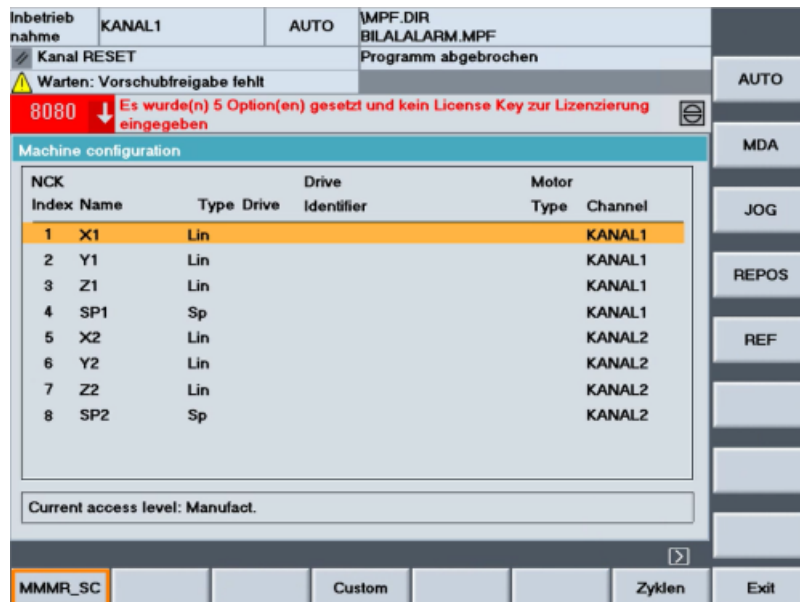 Inbetrieb
nahme
KANAL1
AUTO
\MPF.DIR
BILALALARM.MPF
Kanal RESET
Programm abgebrochen
Warten: Vorschubfreigabe fehlt
8080
Es wurde(n) 5 Option(en) gesetzt und kein License Key zur Lizenzierung
eingegeben
Machine configuration
NCK Drive Motor
Index Name Type Drive Identifier Type Channel
1 X1 Lin KANAL1
2 Y1 Lin KANAL1
3 Z1 Lin KANAL1
4 SP1 Sp KANAL1
5 X2 Lin KANAL2
6 Y2 Lin KANAL2
7 Z2 Lin KANAL2
8 SP2 Sp KANAL2
Current access level: Manufact.
AUTO
MDA
JOG
REPOS
REF
MMMR_SC Custom Zyklen Exit